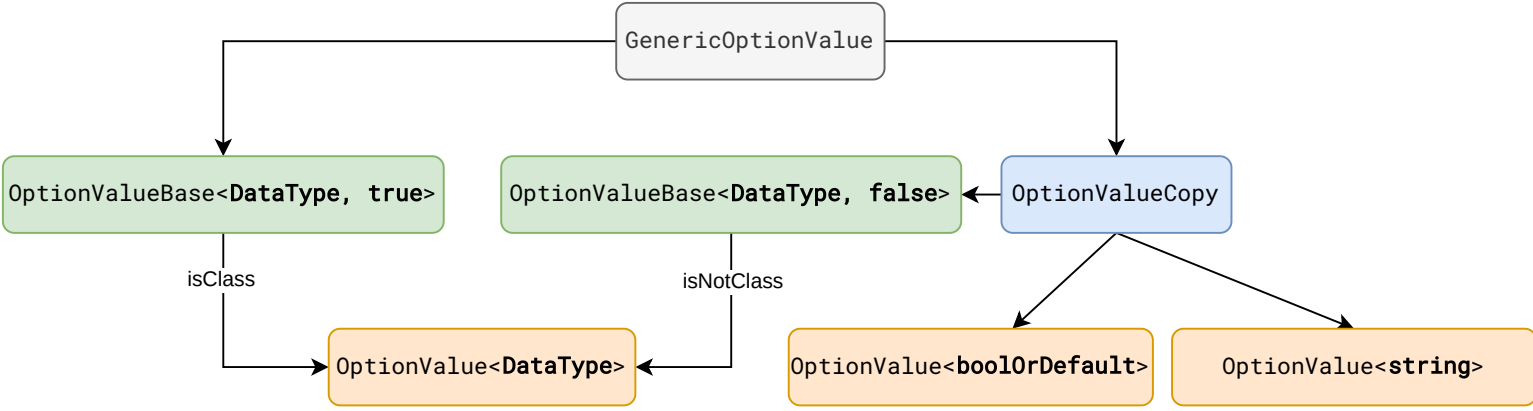 GenericOptionValue
OptionValueBase<DataType, true>
OptionValueBase<DataType, false>
OptionValueCopy
isClass
isNotClass
OptionValue<DataType>
OptionValue<boolOrDefault>
OptionValue<string>